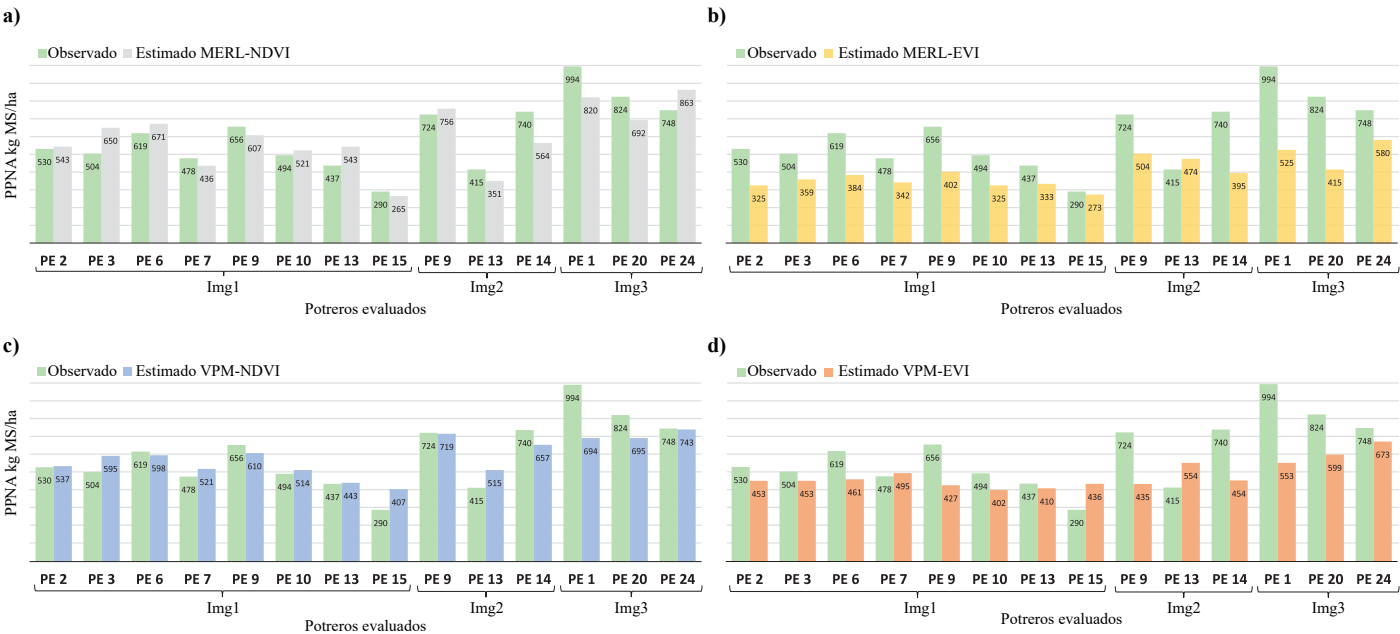 a)
Observado Estimado MERL-NDVI
PPNA kg MS/ha
530 543 504 650 619 671 478 436 656 607 494 521 437 543 290 265 724 756 415 351 740 564 994 820 824 692 748 863
PE 2 PE 3 PE 6 PE 7 PE 9 PE 10 PE 13 PE 15 PE 9 PE 13 PE 14 PE 1 PE 20 PE 24
Img1 Img2 Img3
Potreros evaluados
b)
Observado Estimado MERL-EVI
530 325 504 359 619 384 478 342 656 402 494 325 437 333 290 273 724 504 415 474 740 395 994 525 824 415 748 580
PE 2 PE 3 PE 6 PE 7 PE 9 PE 10 PE 13 PE 15 PE 9 PE 13 PE 14 PE 1 PE 20 PE 24
Img1 Img2 Img3
Potreros evaluados
c)
Observado Estimado VPM-NDVI
PPNA kg MS/ha
530 537 504 595 619 598 478 521 656 610 494 514 437 443 290 407 724 719 415 515 740 657 994 694 824 695 748 743
PE 2 PE 3 PE 6 PE 7 PE 9 PE 10 PE 13 PE 15 PE 9 PE 13 PE 14 PE 1 PE 20 PE 24
Img1 Img2 Img3
Potreros evaluados
d)
Observado Estimado VPM-EVI
530 453 504 453 619 461 478 495 656 427 494 402 437 410 290 436 724 435 415 554 740 454 994 553 824 599 748 673
PE 2 PE 3 PE 6 PE 7 PE 9 PE 10 PE 13 PE 15 PE 9 PE 13 PE 14 PE 1 PE 20 PE 24
Img1 Img2 Img3
Potreros evaluados